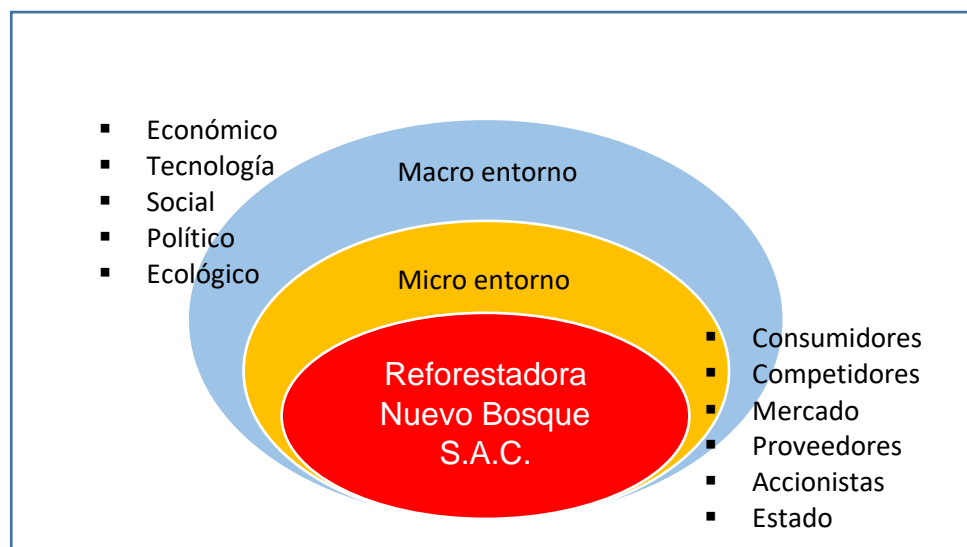 ▪ Económico
▪ Tecnología
▪ Social
▪ Político
▪ Ecológico
Macro entorno
Micro entorno
Reforestadora
Nuevo Bosque
S.A.C.
▪ Consumidores
▪ Competidores
▪ Mercado
▪ Proveedores
▪ Accionistas
▪ Estado